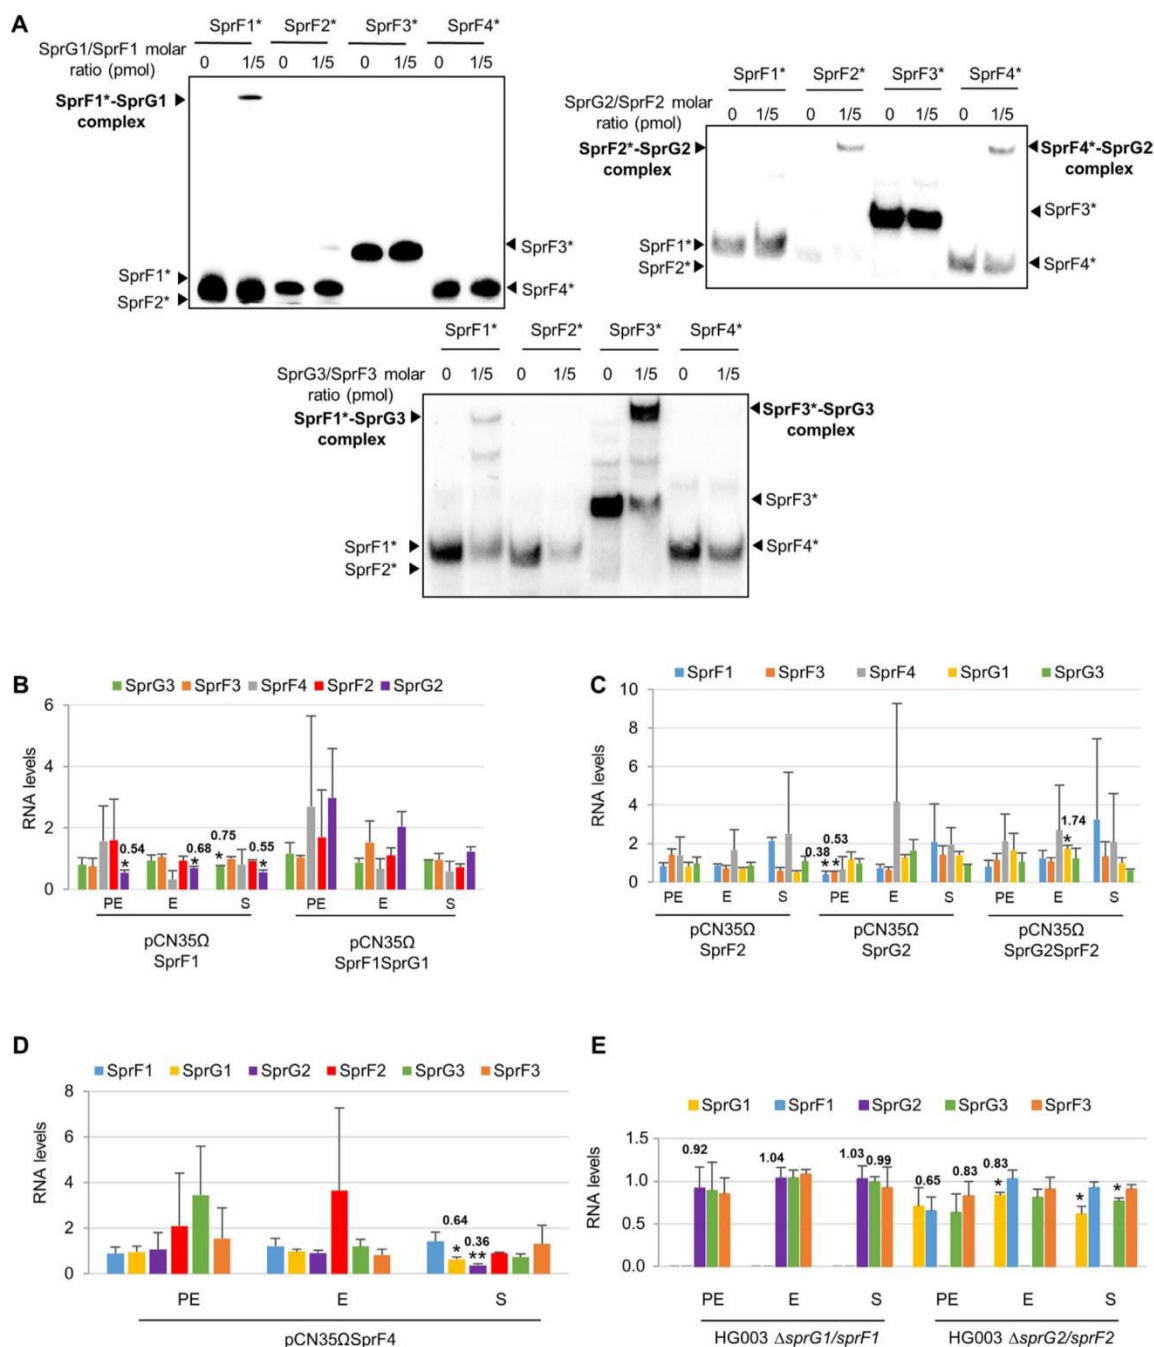 A
SprF1* SprF2* SprF3* SprF4*
SprG1/SprF1 molar
ratio (pmol)
0 1/5 0 1/5 0 1/5 0 1/5
SprF1*-SprG1
complex
SprF3*
SprF1*
SprF2*
SprF4*
SprF1* SprF2* SprF3* SprF4*
SprG2/SprF2 molar
ratio (pmol)
0 1/5 0 1/5 0 1/5 0 1/5
SprF2*-SprG2
complex
SprF4*-SprG2
complex
SprF3*
SprF1*
SprF2*
SprF4*
SprF1* SprF2* SprF3* SprF4*
SprG3/SprF3 molar
ratio (pmol)
0 1/5 0 1/5 0 1/5 0 1/5
SprF1*-SprG3
complex
SprF3*-SprG3
complex
SprF3*
SprF1*
SprF2*
SprF4*
B
SprG3 SprF3 SprF4 SprF2 SprG2
RNA levels
6
4
2
0
0.54 0.68 0.75 0.55
* * * *
PE E S PE E S
pCN35Ω
SprF1
pCN35Ω
SprF1SprG1
C
SprF1 SprF3 SprF4 SprG1 SprG3
RNA levels
10
8
6
4
2
0
0.38 0.53 1.74
* * *
PE E S PE E S PE E S
pCN35Ω
SprF2
pCN35Ω
SprG2
pCN35Ω
SprG2SprF2
D
SprF1 SprG1 SprG2 SprF2 SprG3 SprF3
RNA levels
8
6
4
2
0
0.64
0.36
* **
PE E S
pCN35ΩSprF4
E
SprG1 SprF1 SprG2 SprG3 SprF3
RNA levels
1.5
1.0
0.5
0.0
0.92 1.04 1.03 0.99 0.65 0.83 0.83
* * *
PE E S PE E S
HG003 ΔsprG1/sprF1 HG003 ΔsprG2/sprF2